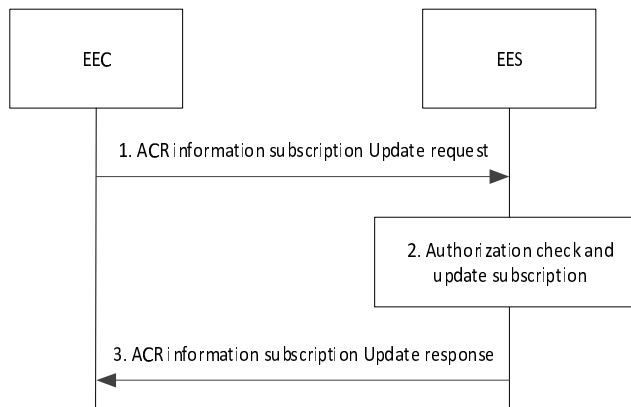 EEC
EES
1. ACR information subscription Update request
2. Authorization check and
update subscription
3. ACR information subscription Update response